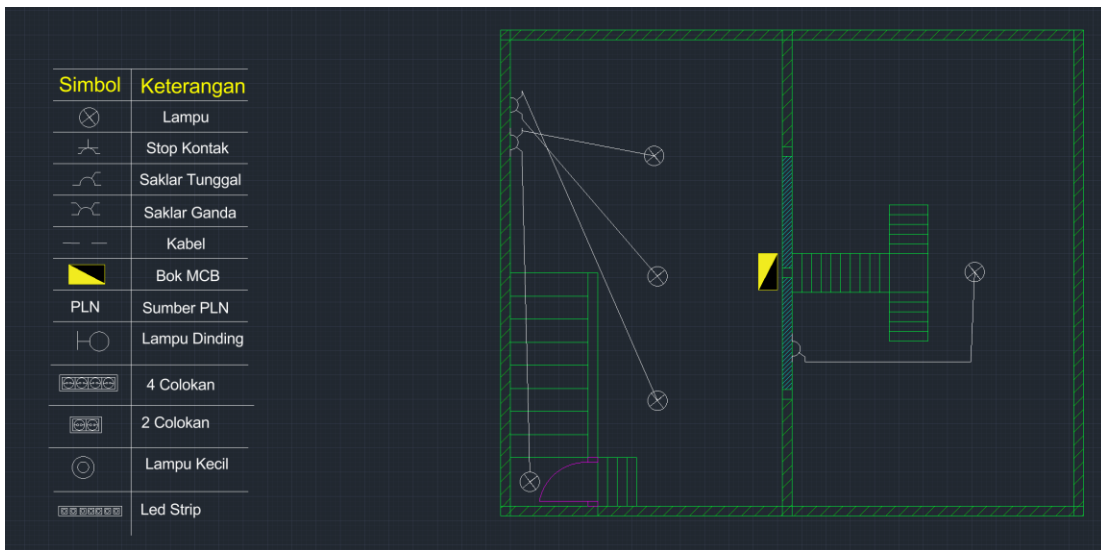 Simbol Keterangan
Lampu
Stop Kontak
Saklar Tunggal
Saklar Ganda
Kabel
Bok MCB
PLN Sumber PLN
Lampu Dinding
4 Colokan
2 Colokan
Lampu Kecil
Led Strip